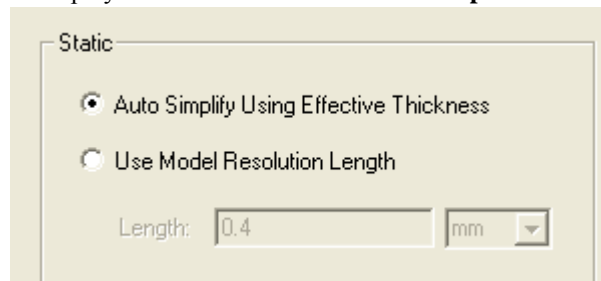 Static
Auto Simplify Using Effective Thickness
Use Model Resolution Length
Length: 0.4 mm